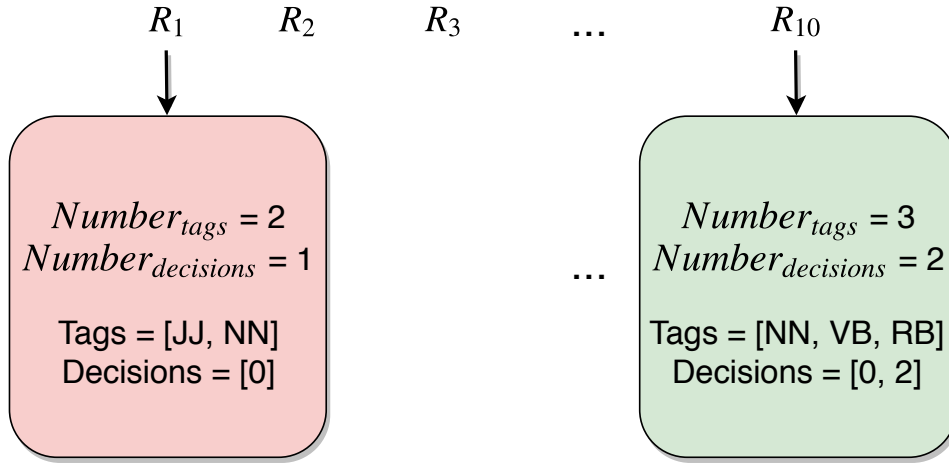 R₁ R₂ R₃ ... R₁₀
Number_tags = 2
Number_decisions = 1
Tags = [JJ, NN]
Decisions = [0]
...
Number_tags = 3
Number_decisions = 2
Tags = [NN, VB, RB]
Decisions = [0, 2]